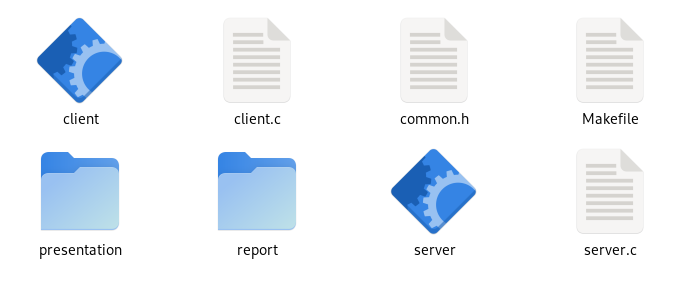 client
client.c
common.h
Makefile
presentation
report
server
server.c